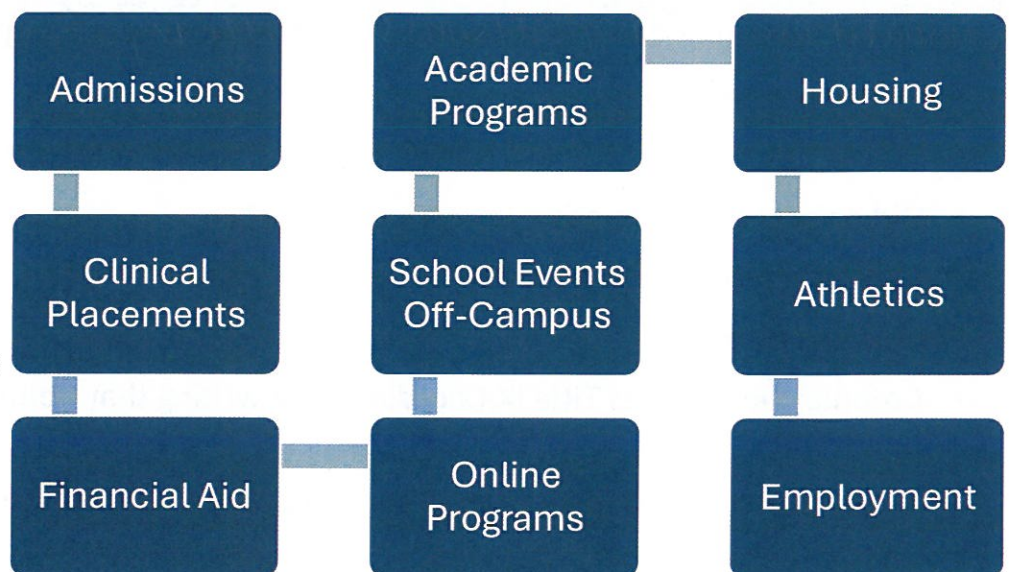 Admissions
Clinical
Placements
Financial Aid
Online
Programs
School Events
Off-Campus
Academic
Programs
Housing
Athletics
Employment